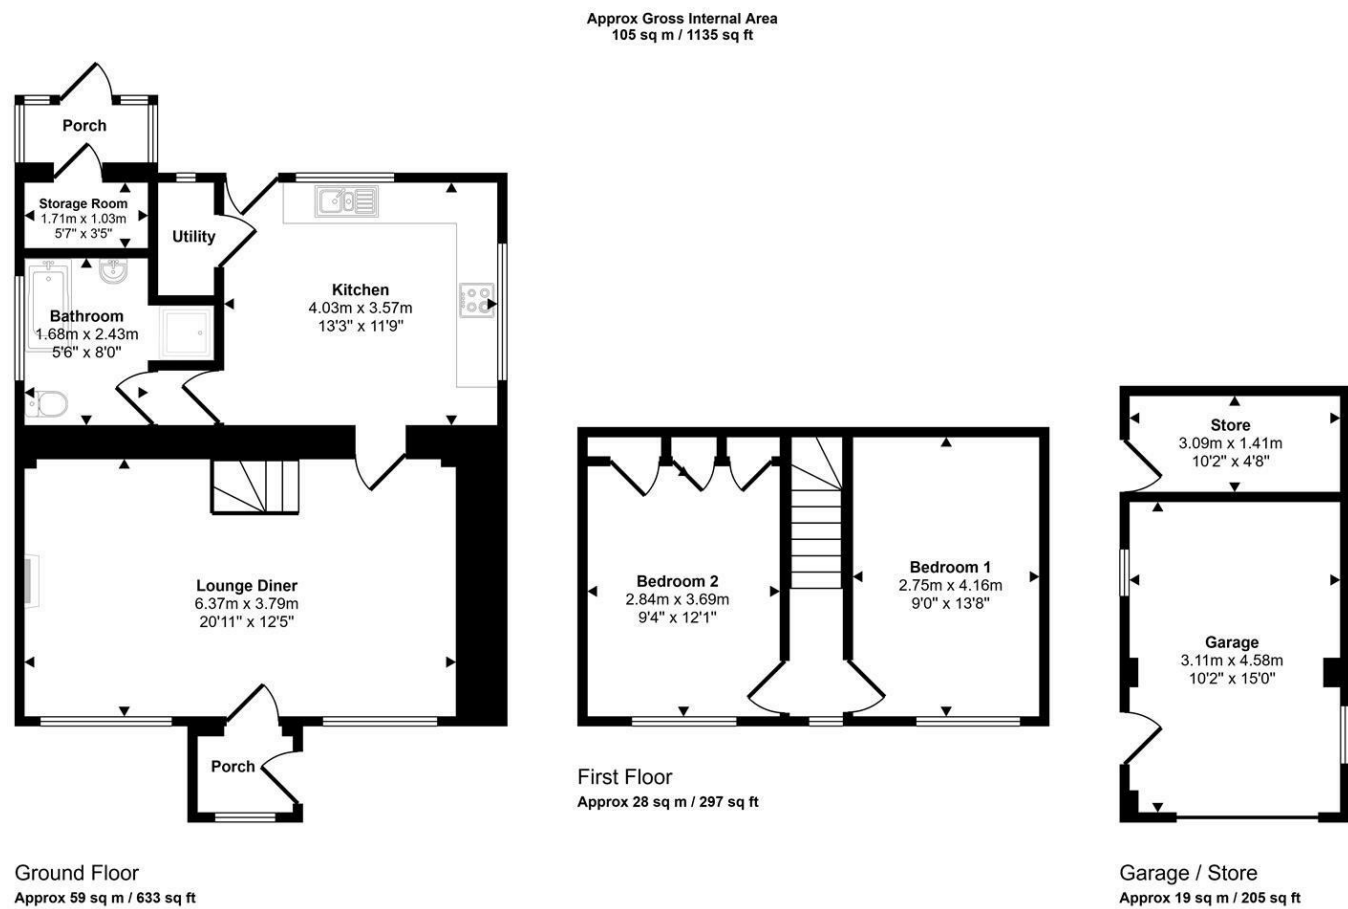 Approx Gross Internal Area
105 sq m / 1135 sq ft
Porch
Storage Room
1.71m x 1.03m
5'7" x 3'5"
Utility
Kitchen
4.03m x 3.57m
13'3" x 11'9"
Bathroom
1.68m x 2.43m
5'6" x 8'0"
Lounge Diner
6.37m x 3.79m
20'11" x 12'5"
Porch
Ground Floor
Approx 59 sq m / 633 sq ft
Bedroom 2
2.84m x 3.69m
9'4" x 12'1"
Bedroom 1
2.75m x 4.16m
9'0" x 13'8"
First Floor
Approx 28 sq m / 297 sq ft
Store
3.09m x 1.41m
10'2" x 4'8"
Garage
3.11m x 4.58m
10'2" x 15'0"
Garage / Store
Approx 19 sq m / 205 sq ft